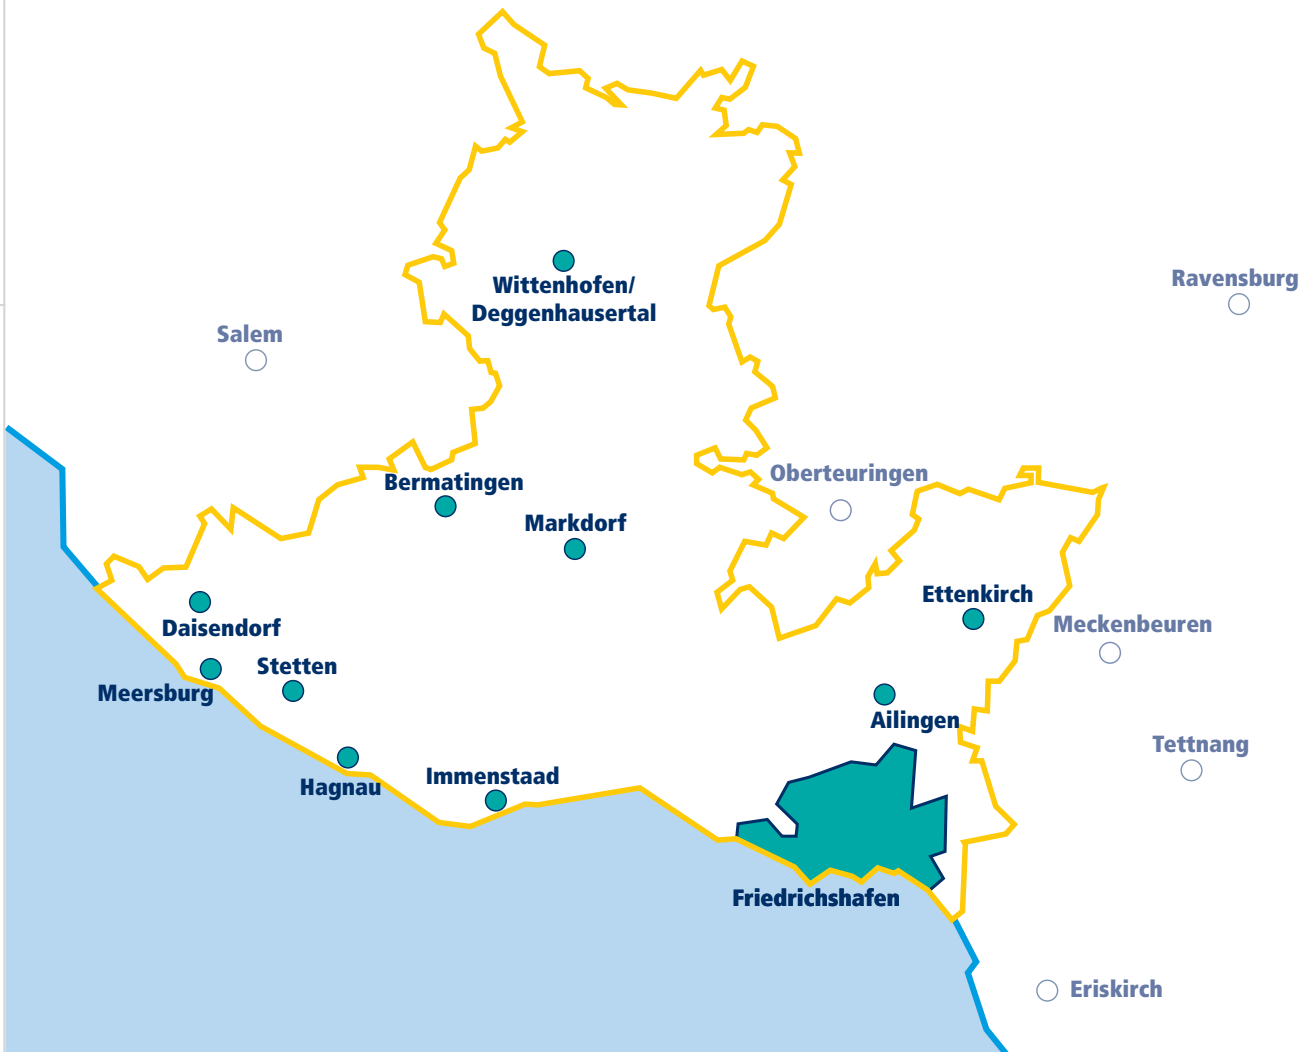 Ravensburg
Wittenhofen/
Deggenhausertal
Salem
Oberteuringen
Bermatingen
Markdorf
Ettenkirch
Meckenbeuren
Daisendorf
Stetten
Meersburg
Ailingen
Tettnang
Immenstaad
Hagnau
Friedrichshafen
Eriskirch